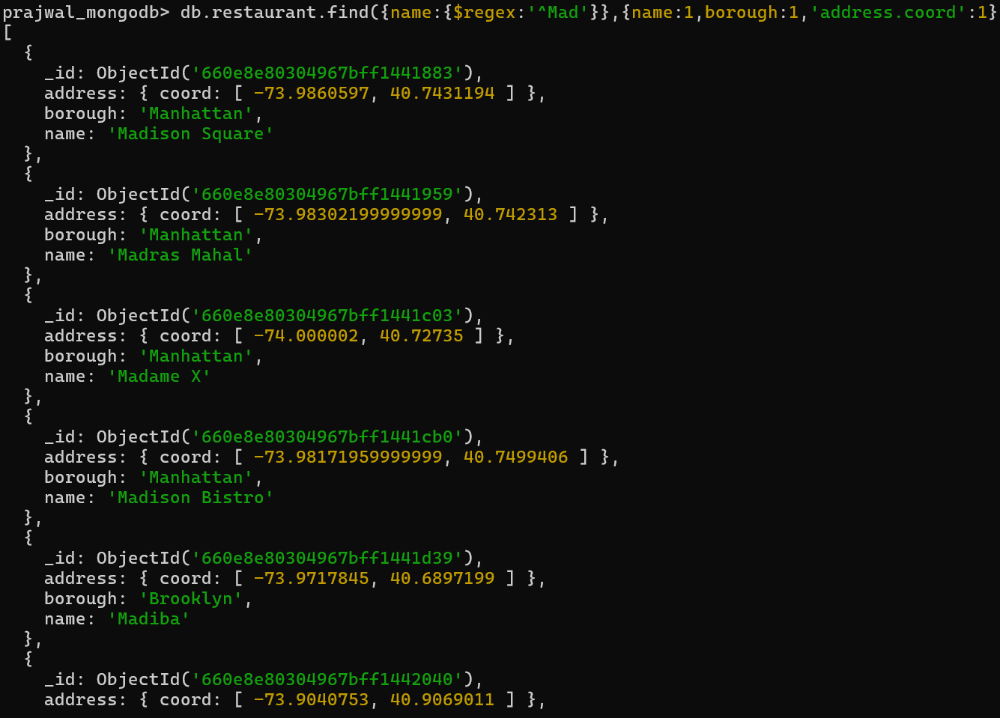 prajwal_mongodb> db.restaurant.find({name:{$regex:'^Mad'}},{name:1,borough:1,'address.coord':1}
[
  {
    _id: ObjectId('660e8e80304967bff1441883'),
    address: { coord: [ -73.9860597, 40.7431194 ] },
    borough: 'Manhattan',
    name: 'Madison Square'
  },
  {
    _id: ObjectId('660e8e80304967bff1441959'),
    address: { coord: [ -73.98302199999999, 40.742313 ] },
    borough: 'Manhattan',
    name: 'Madras Mahal'
  },
  {
    _id: ObjectId('660e8e80304967bff1441c03'),
    address: { coord: [ -74.000002, 40.72735 ] },
    borough: 'Manhattan',
    name: 'Madame X'
  },
  {
    _id: ObjectId('660e8e80304967bff1441cb0'),
    address: { coord: [ -73.98171959999999, 40.7499406 ] },
    borough: 'Manhattan',
    name: 'Madison Bistro'
  },
  {
    _id: ObjectId('660e8e80304967bff1441d39'),
    address: { coord: [ -73.9717845, 40.6897199 ] },
    borough: 'Brooklyn',
    name: 'Madiba'
  },
  {
    _id: ObjectId('660e8e80304967bff1442040'),
    address: { coord: [ -73.9040753, 40.9069011 ] },